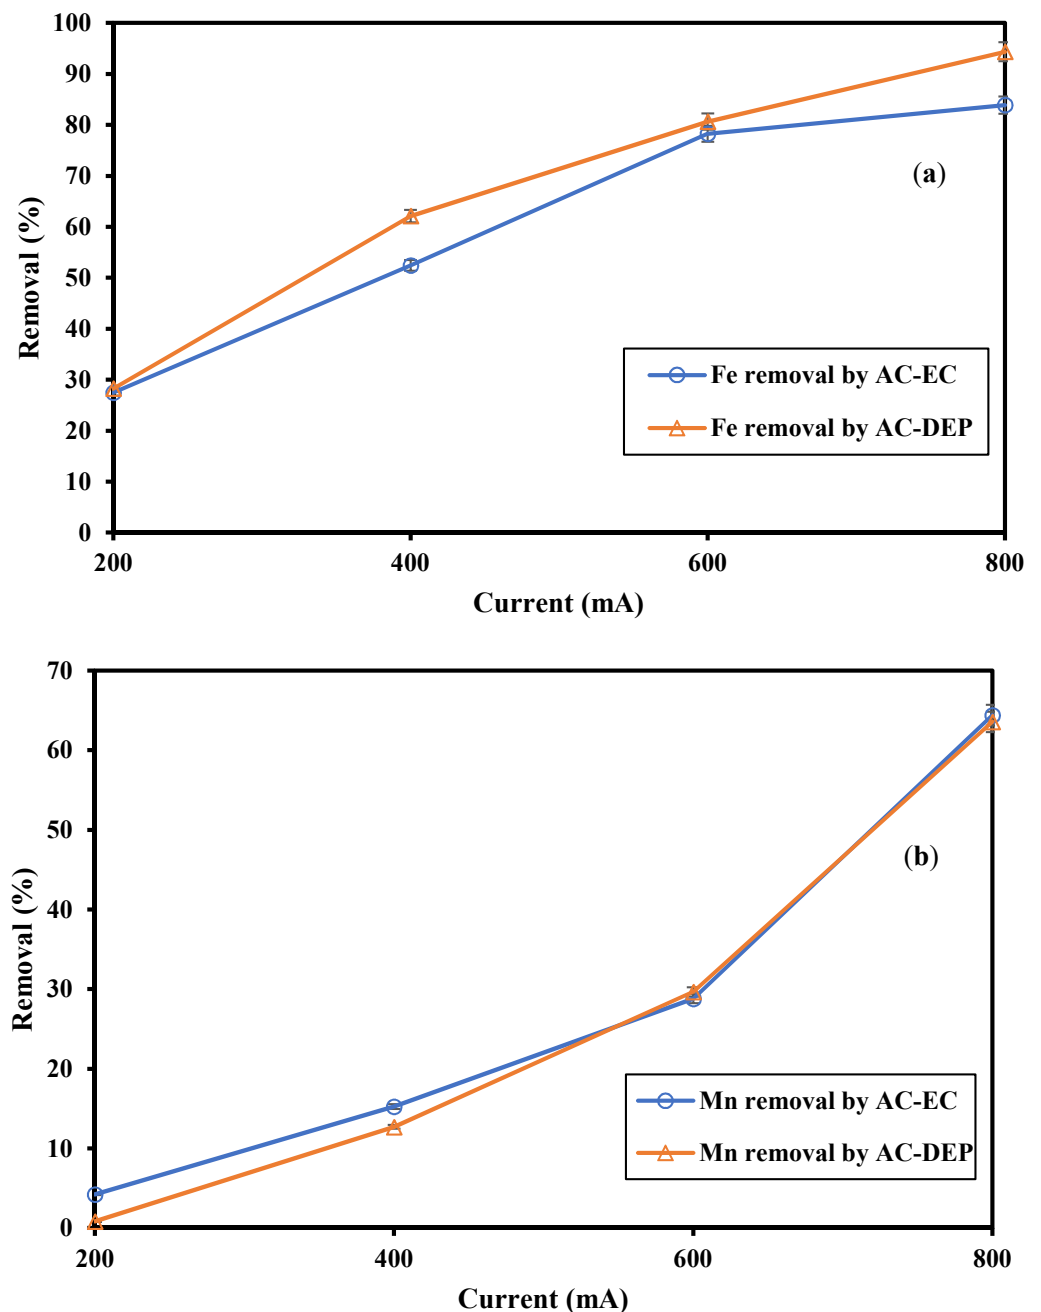 100
90
80
70
60
50
40
30
20
10
0
Removal (%)
(a)
Fe removal by AC-EC
Fe removal by AC-DEP
200 400 600 800
Current (mA)
70
60
50
40
30
20
10
0
Removal (%)
(b)
Mn removal by AC-EC
Mn removal by AC-DEP
200 400 600 800
Current (mA)